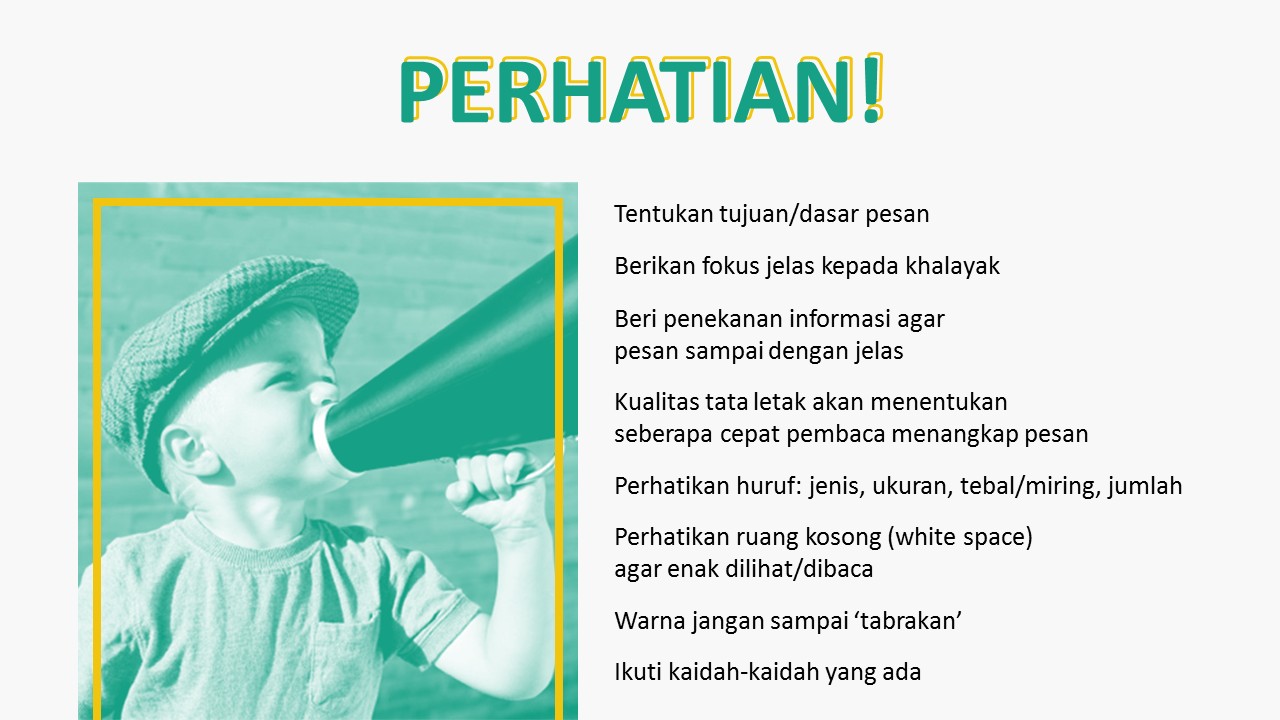 PERHATIAN!
Tentukan tujuan/dasar pesan
Berikan fokus jelas kepada khalayak
Beri penekanan informasi agar
pesan sampai dengan jelas
Kualitas tata letak akan menentukan
seberapa cepat pembaca menangkap pesan
Perhatikan huruf: jenis, ukuran, tebal/miring, jumlah
Perhatikan ruang kosong (white space)
agar enak dilihat/dibaca
Warna jangan sampai ‘tabrakan’
Ikuti kaidah-kaidah yang ada